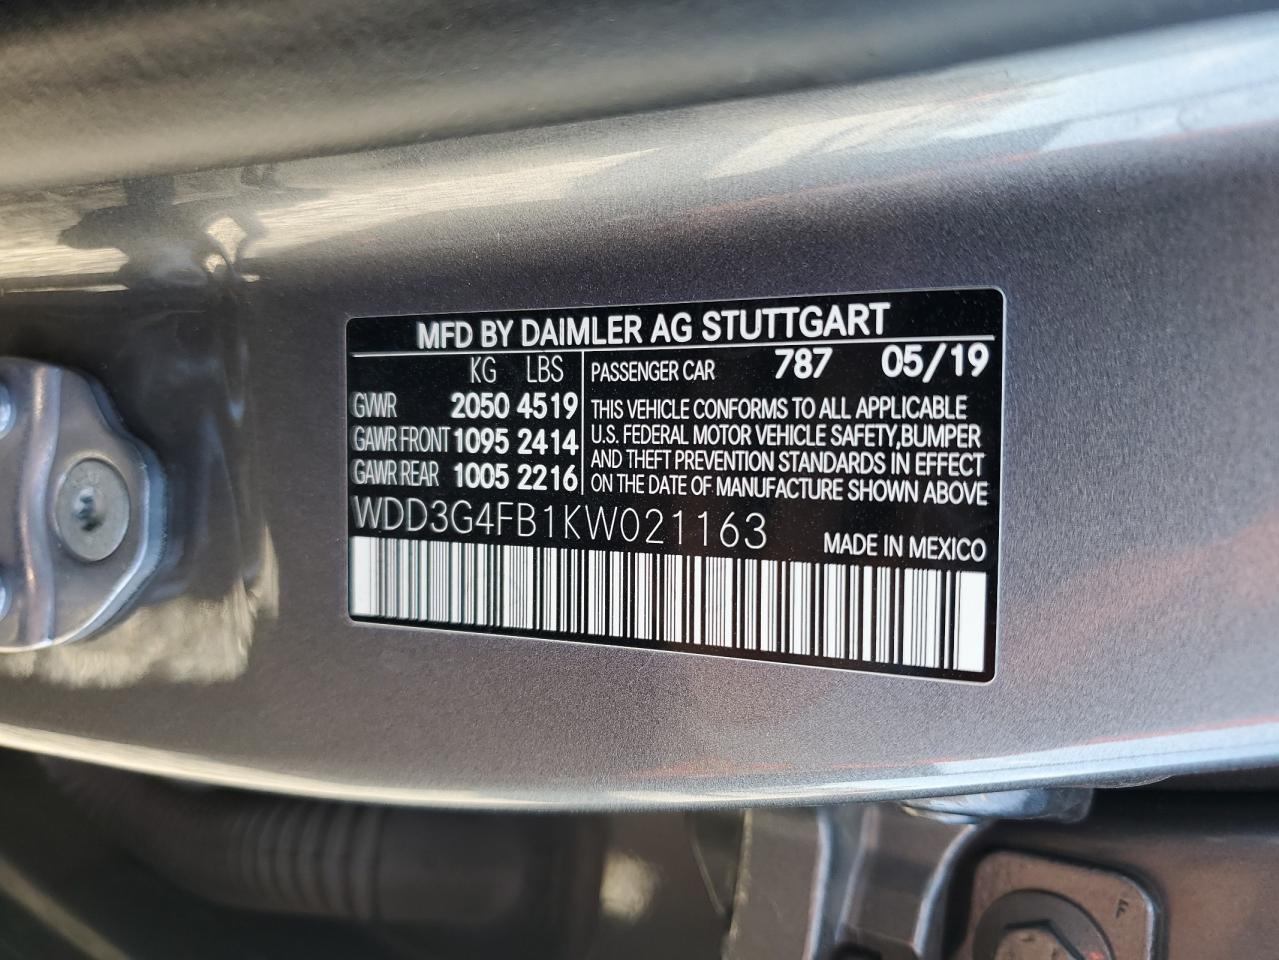 MFD BY DAIMLER AG STUTTGART
KG LBS
GVWR 2050 4519
GAWR FRONT 1095 2414
GAWR REAR 1005 2216
PASSENGER CAR 787 05/19
THIS VEHICLE CONFORMS TO ALL APPLICABLE
U.S. FEDERAL MOTOR VEHICLE SAFETY,BUMPER
AND THEFT PREVENTION STANDARDS IN EFFECT
ON THE DATE OF MANUFACTURE SHOWN ABOVE
WDD3G4FB1KW021163
MADE IN MEXICO
F